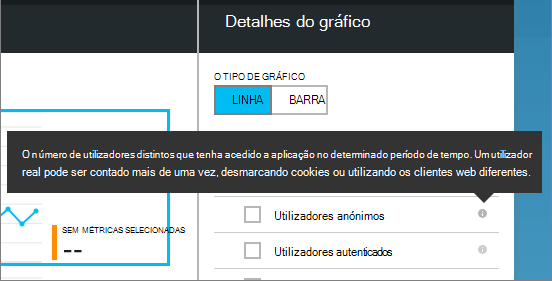 Detalhes do gráfico
O TIPO DE GRÁFICO
LINHA BARRA
O número de utilizadores distintos que tenha acedido a aplicação no determinado período de tempo. Um utilizador
real pode ser contado mais de uma vez, desmarcando cookies ou utilizando os clientes web diferentes.
Utilizadores anónimos
SEM MÉTRICAS SELECIONADAS
--
Utilizadores autenticados